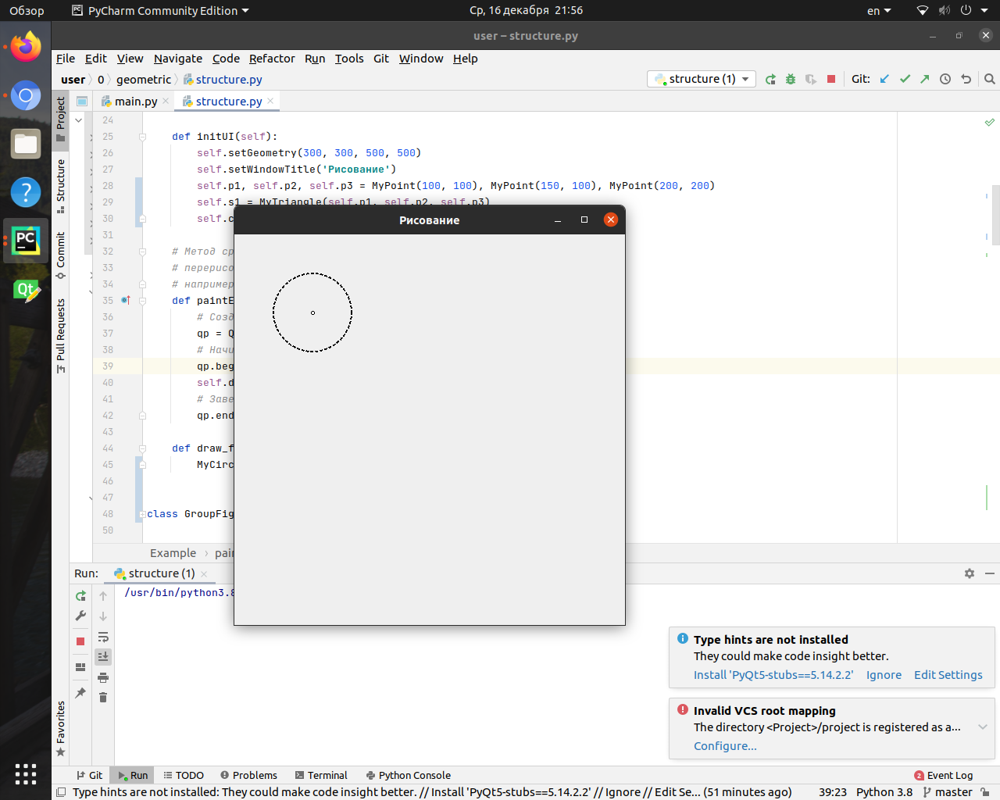 Обзор PyCharm Community Edition Ср, 16 декабря 21:56 en
user – structure.py
File Edit View Navigate Code Refactor Run Tools Git Window Help
user 0 geometric structure.py structure (1) Git:
main.py structure.py
Project
Structure
Commit
Pull Requests
Favorites
24
25 def initUI(self):
26 self.setGeometry(300, 300, 500, 500)
27 self.setWindowTitle('Рисование')
28 self.p1, self.p2, self.p3 = MyPoint(100, 100), MyPoint(150, 100), MyPoint(200, 200)
29 self.s1 = MyTriangle(self.p1, self.p2, self.p3)
30 self.c
31
32 # Метод ср
33 # перерисо
34 # например
35 def paintE
36 # Созд
37 qp = Q
38 # Начи
39 qp.beg
40 self.d
41 # Заве
42 qp.end
43
44 def draw_f
45 MyCirc
46
47
48 class GroupFig
50
Рисование
Example › pai
Run: structure (1)
/usr/bin/python3.8
Type hints are not installed
They could make code insight better.
Install 'PyQt5-stubs==5.14.2.2' Ignore Edit Settings
Invalid VCS root mapping
The directory <Project>/project is registered as a...
Configure...
Git Run TODO Problems Terminal Python Console 2 Event Log
Type hints are not installed: They could make code insight better. // Install 'PyQt5-stubs==5.14.2.2' // Ignore // Edit Se... (51 minutes ago) 39:23 Python 3.8 master